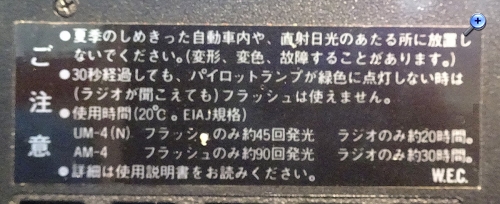 ご注意
●夏季のしめきった自動車内や、直射日光のあたる所に放置し
ないでください。(変形、変色、故障することがあります。)
●30秒経過しても、パイロットランプが緑色に点灯しない時は
(ラジオが聞こえても)フラッシュは使えません。
●使用時間(20℃。EIAJ規格)
UM-4(N) フラッシュのみ約45回発光 ラジオのみ約20時間。
AM-4 フラッシュのみ約90回発光 ラジオのみ約30時間。
●詳細は使用説明書をお読みください。 W.E.C.